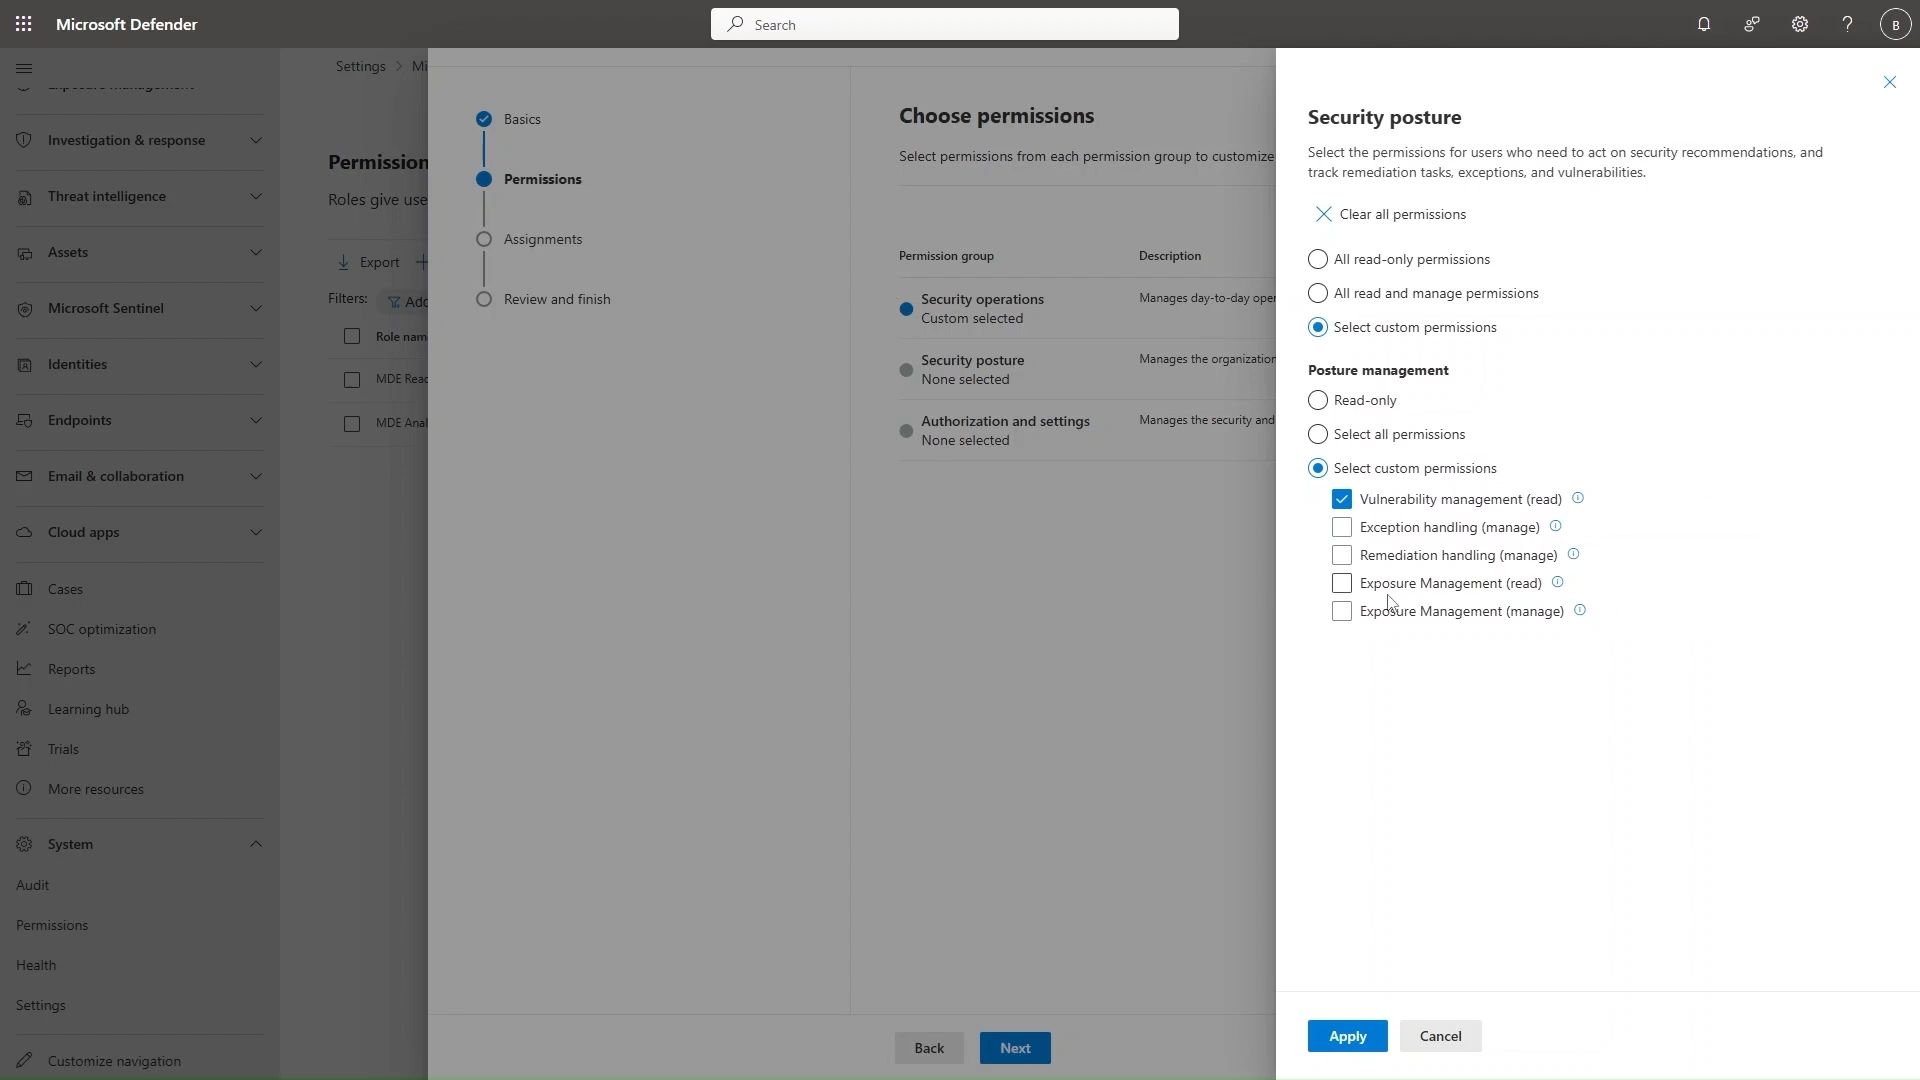 Microsoft Defender
Search
B
Exposure management
Investigation & response
Threat intelligence
Assets
Microsoft Sentinel
Identities
Endpoints
Email & collaboration
Cloud apps
Cases
SOC optimization
Reports
Learning hub
Trials
More resources
System
Audit
Permissions
Health
Settings
Customize navigation
Settings > Mi
Permission
Roles give use
Export
Filters: Add
Role nam
MDE Read
MDE Anal
Basics
Permissions
Assignments
Review and finish
Choose permissions
Select permissions from each permission group to customize
Permission group Description
Security operations
Custom selected
Manages day-to-day oper
Security posture
None selected
Manages the organization
Authorization and settings
None selected
Manages the security and
Back Next
Security posture
Select the permissions for users who need to act on security recommendations, and
track remediation tasks, exceptions, and vulnerabilities.
Clear all permissions
All read-only permissions
All read and manage permissions
Select custom permissions
Posture management
Read-only
Select all permissions
Select custom permissions
Vulnerability management (read)
Exception handling (manage)
Remediation handling (manage)
Exposure Management (read)
Exposure Management (manage)
Apply Cancel